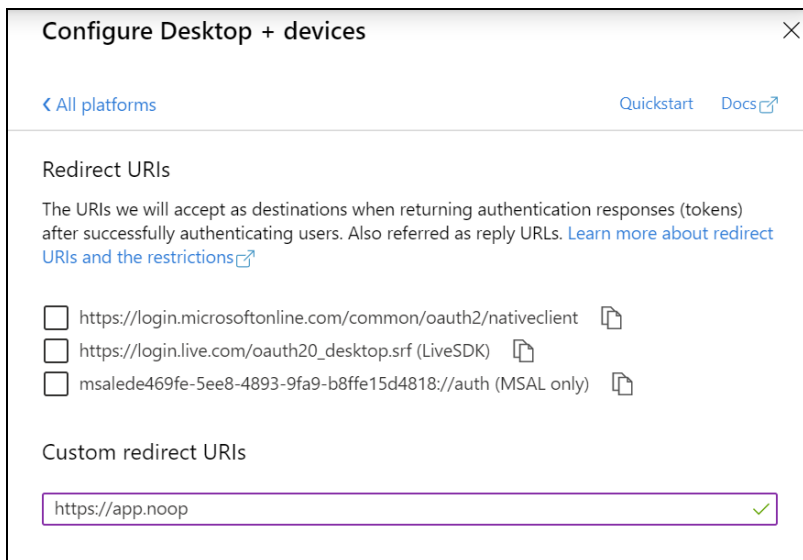 Configure Desktop + devices
All platforms
Quickstart Docs
Redirect URIs
The URIs we will accept as destinations when returning authentication responses (tokens)
after successfully authenticating users. Also referred as reply URLs. Learn more about redirect
URIs and the restrictions
https://login.microsoftonline.com/common/oauth2/nativeclient
https://login.live.com/oauth20_desktop.srf (LiveSDK)
msalede469fe-5ee8-4893-9fa9-b8ffe15d4818://auth (MSAL only)
Custom redirect URIs
https://app.noop